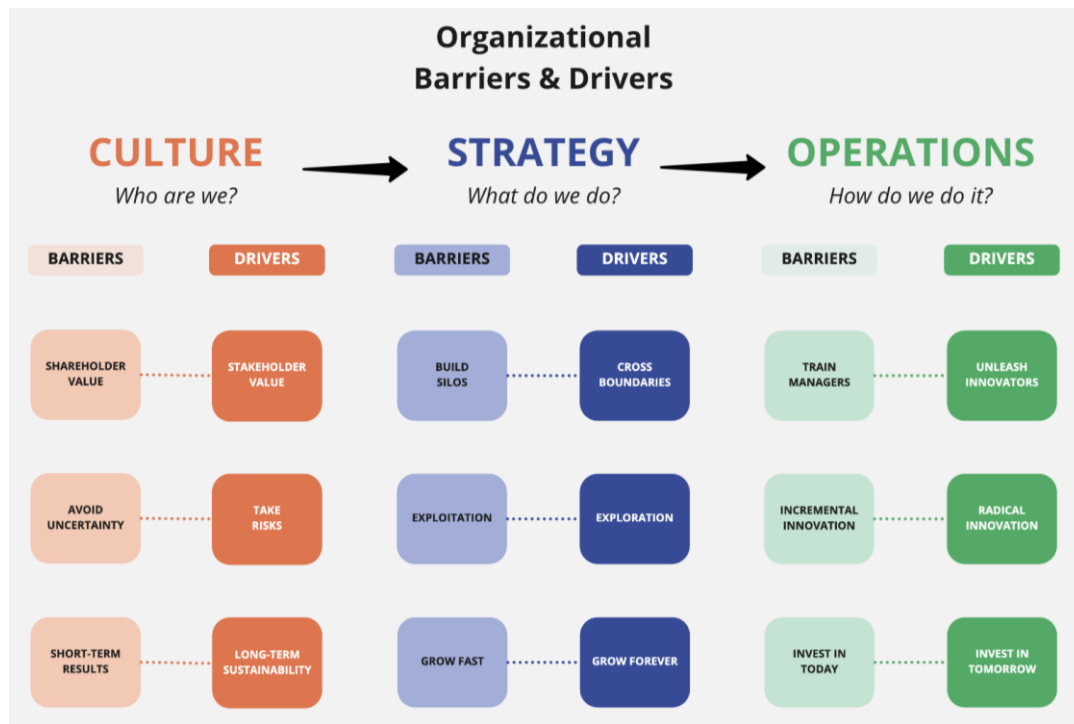 Organizational
Barriers & Drivers
CULTURE
Who are we?
STRATEGY
What do we do?
OPERATIONS
How do we do it?
BARRIERS
DRIVERS
BARRIERS
DRIVERS
BARRIERS
DRIVERS
SHAREHOLDER
VALUE
STAKEHOLDER
VALUE
BUILD
SILOS
CROSS
BOUNDARIES
TRAIN
MANAGERS
UNLEASH
INNOVATORS
AVOID
UNCERTAINTY
TAKE
RISKS
EXPLOITATION
EXPLORATION
INCREMENTAL
INNOVATION
RADICAL
INNOVATION
SHORT-TERM
RESULTS
LONG-TERM
SUSTAINABILITY
GROW FAST
GROW FOREVER
INVEST IN
TODAY
INVEST IN
TOMORROW